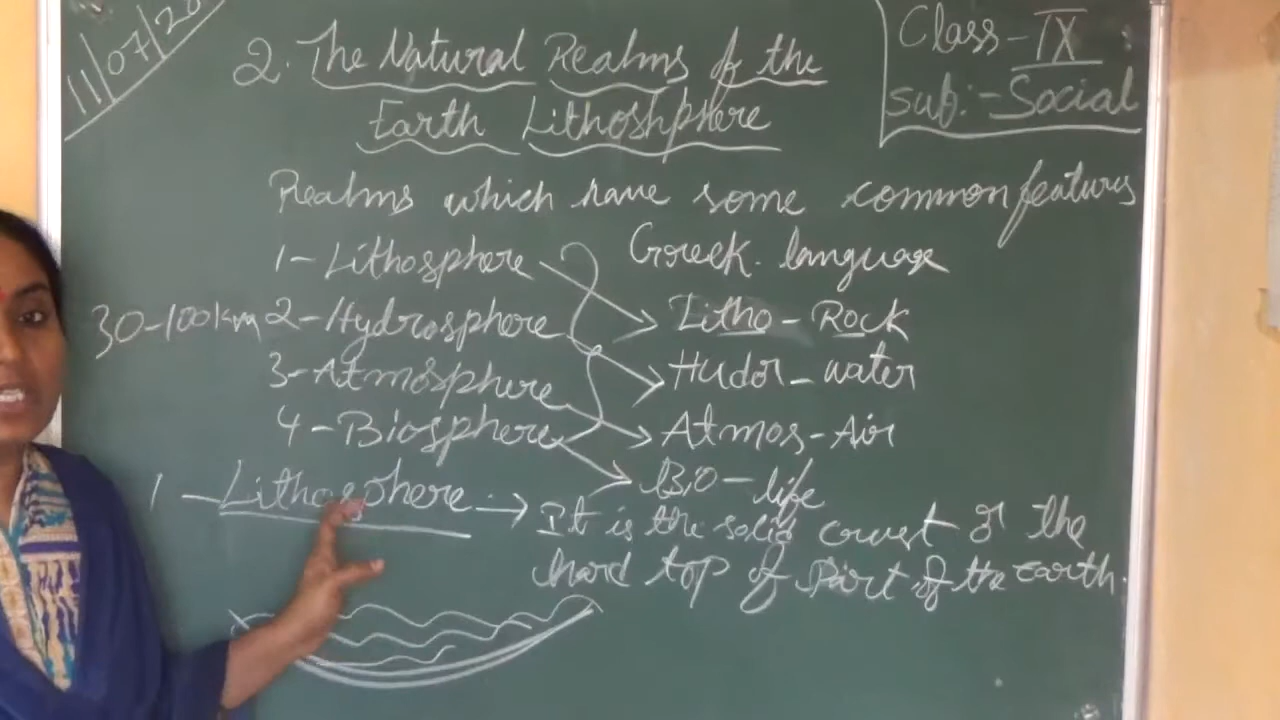 11/07/20
Class-IX
Sub:-Social
2. The Natural Realms of the
Earth Lithoshphere
Realms which have some common features
1-Lithosphere
Greek. language
30-100km 2-Hydrosphere
Litho-Rock
3-Atmosphere
Hudor-water
4-Biosphere
Atmos-Air
Bio-life
1-Lithosphere → It is the solid crust or the
hard top of Part of the Earth.